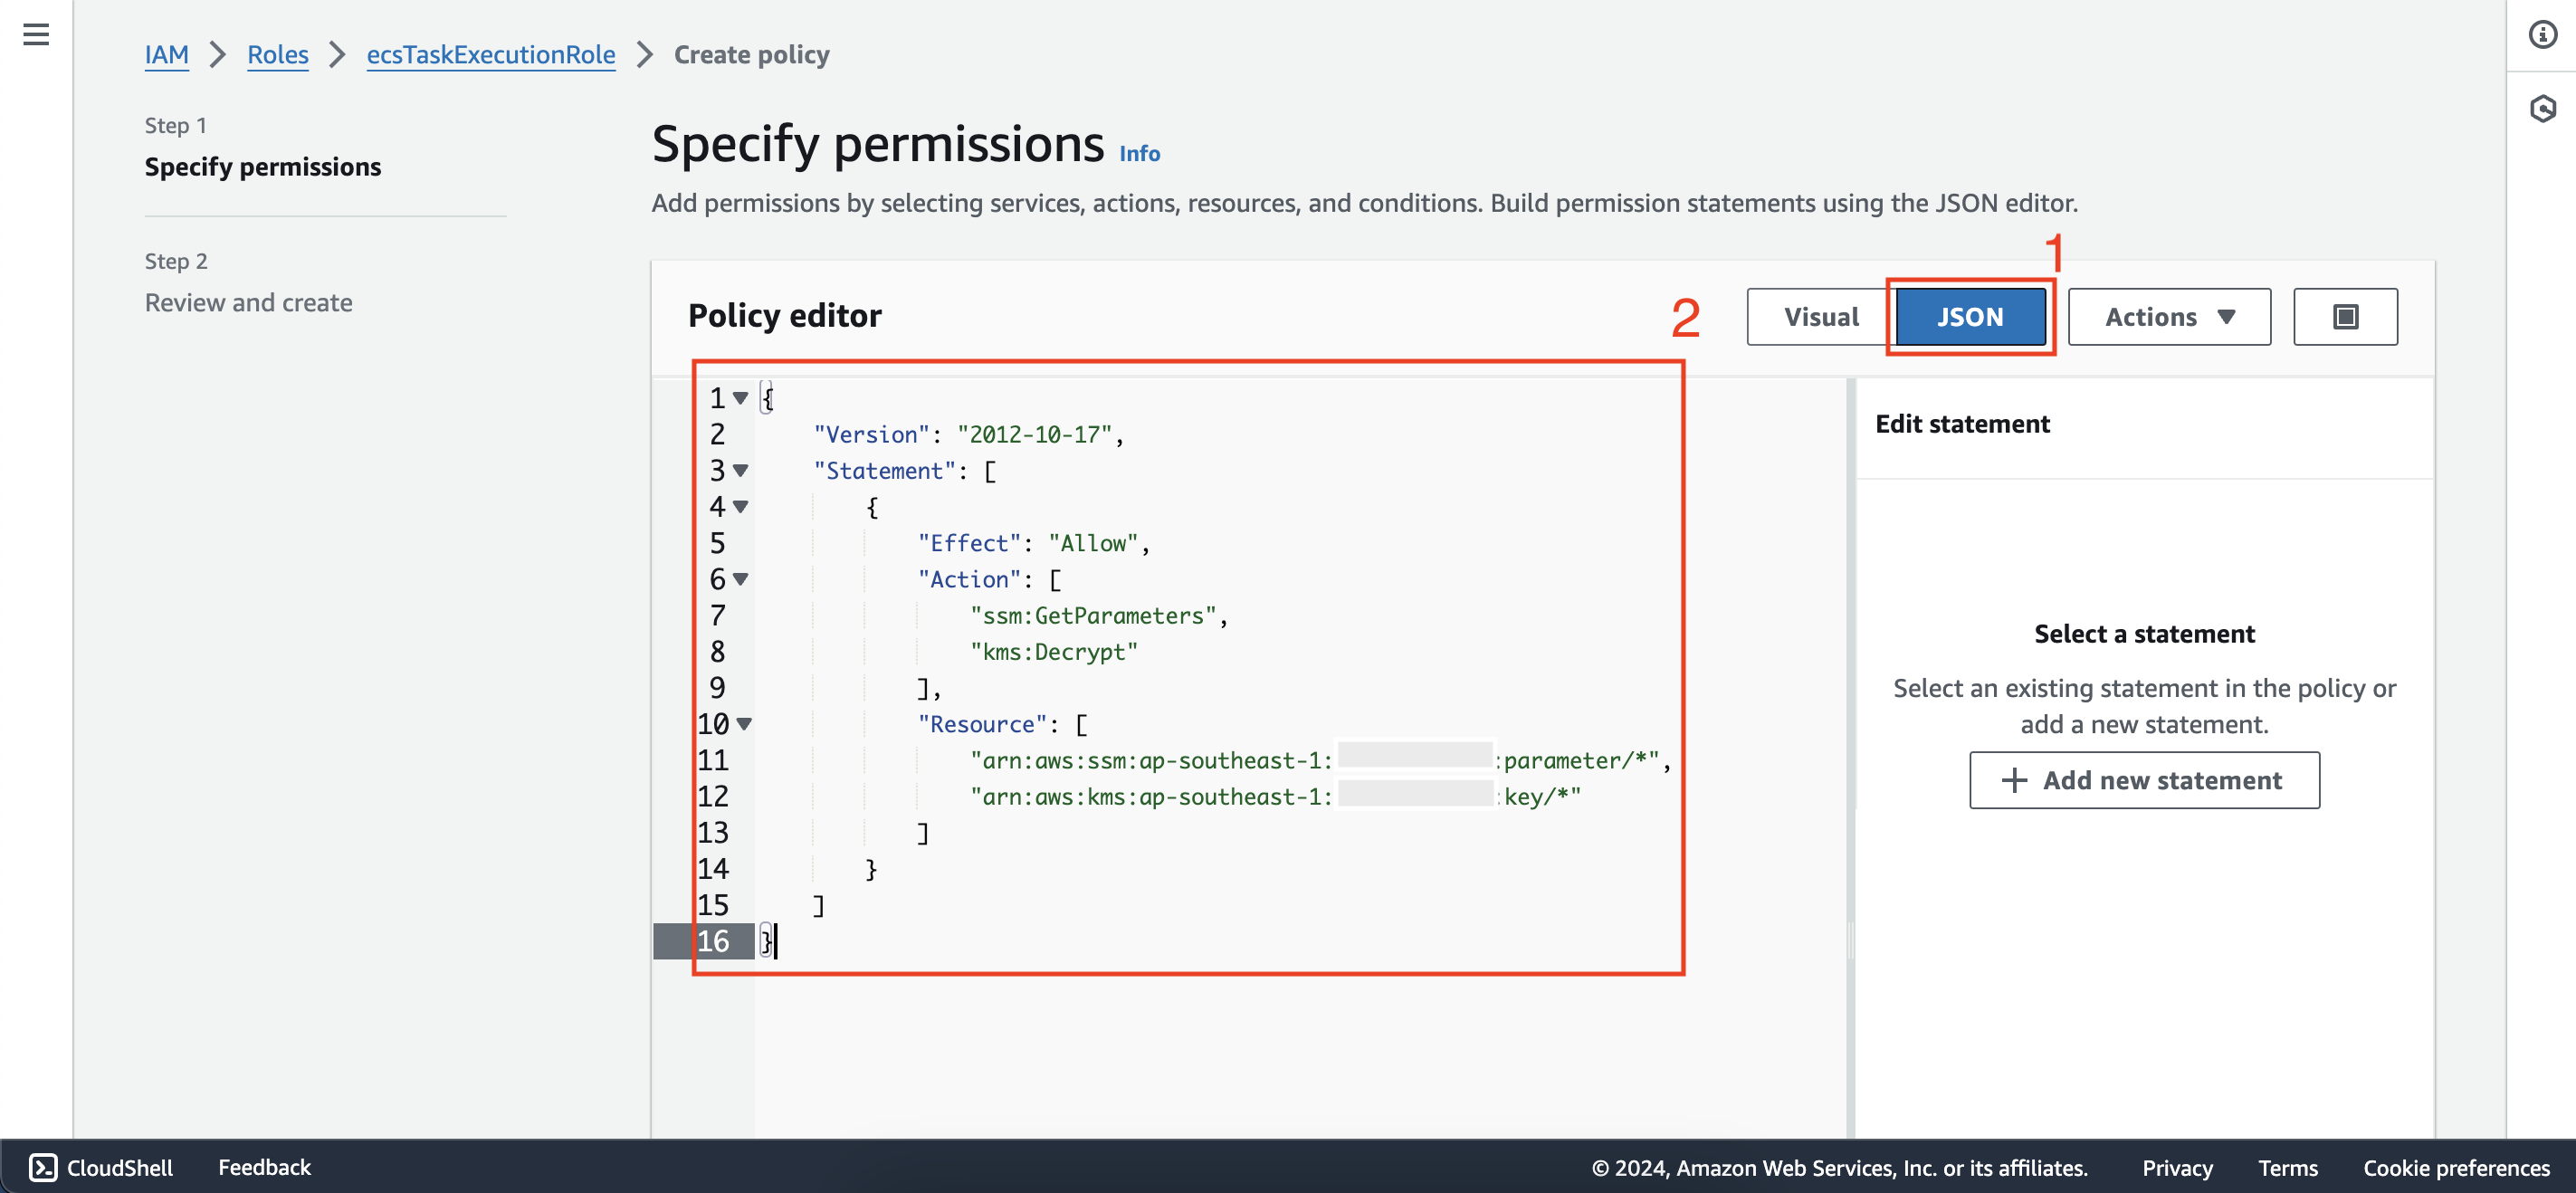 IAM > Roles > ecsTaskExecutionRole > Create policy
Step 1
Specify permissions
Step 2
Review and create
Specify permissions Info
Add permissions by selecting services, actions, resources, and conditions. Build permission statements using the JSON editor.
1
Policy editor
2
Visual
JSON
Actions
1 {
2 "Version": "2012-10-17",
3 "Statement": [
4 {
5 "Effect": "Allow",
6 "Action": [
7 "ssm:GetParameters",
8 "kms:Decrypt"
9 ],
10 "Resource": [
11 "arn:aws:ssm:ap-southeast-1: :parameter/*",
12 "arn:aws:kms:ap-southeast-1: :key/*"
13 ]
14 }
15 ]
16 }
Edit statement
Select a statement
Select an existing statement in the policy or
add a new statement.
+ Add new statement
CloudShell
Feedback
© 2024, Amazon Web Services, Inc. or its affiliates.
Privacy
Terms
Cookie preferences